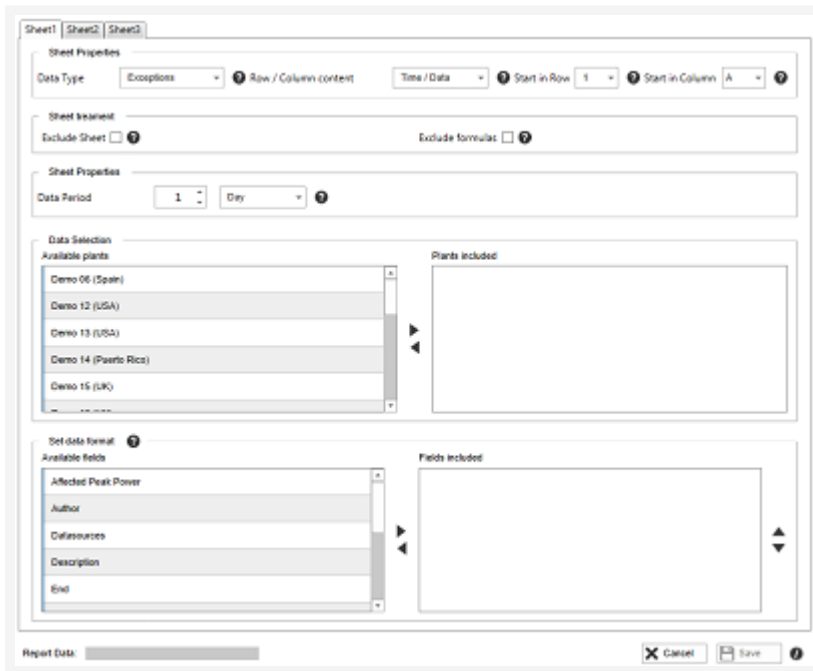 Sheet1 Sheet2 Sheet3
Sheet Properties
Data Type Exceptions Row / Column content Time / Data Start in Row 1 Start in Column A
Sheet treament
Exclude Sheet Exclude formulas
Sheet Properties
Data Period 1 Day
Data Selection
Available plants Plants included
Demo 06 (Spain)
Demo 12 (USA)
Demo 13 (USA)
Demo 14 (Puerto Rico)
Demo 15 (UK)
Set data format
Available fields Fields included
Affected Peak Power
Author
Datasources
Description
End
Report Data: Cancel Save